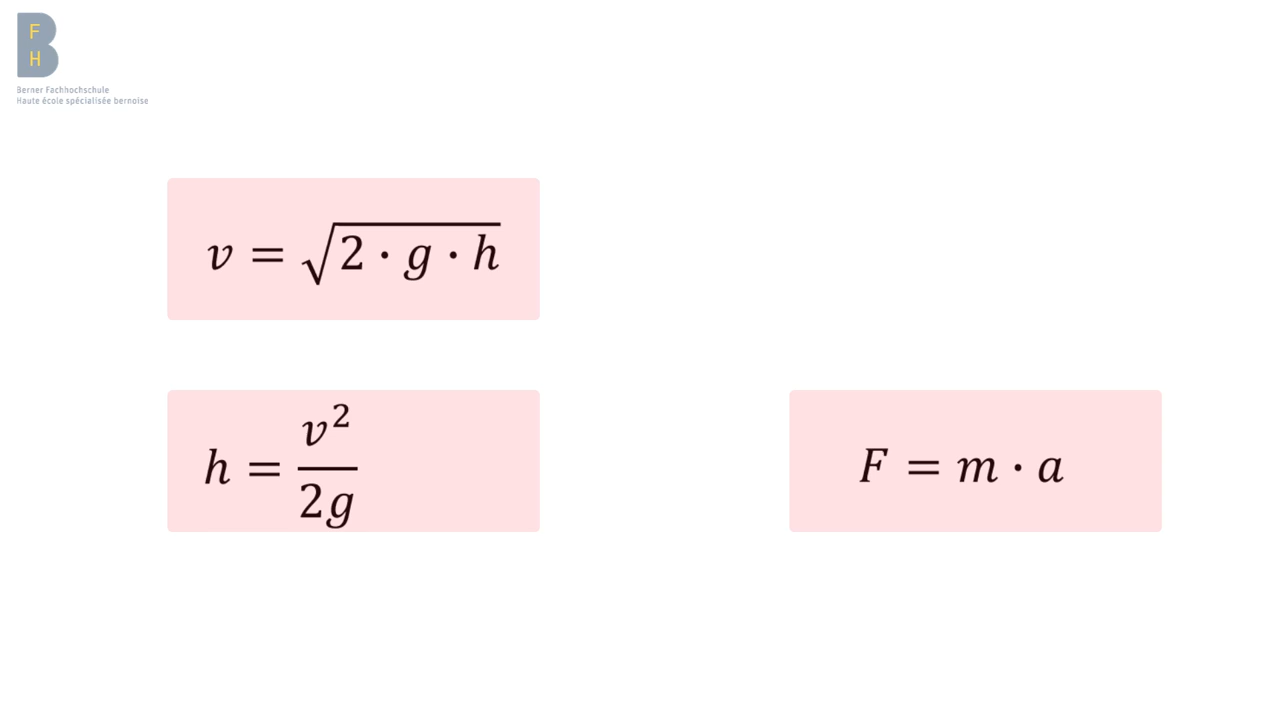 F
H
Berner Fachhochschule
Haute école spécialisée bernoise
v = √2 · g · h
h = v²/2g
F = m · a